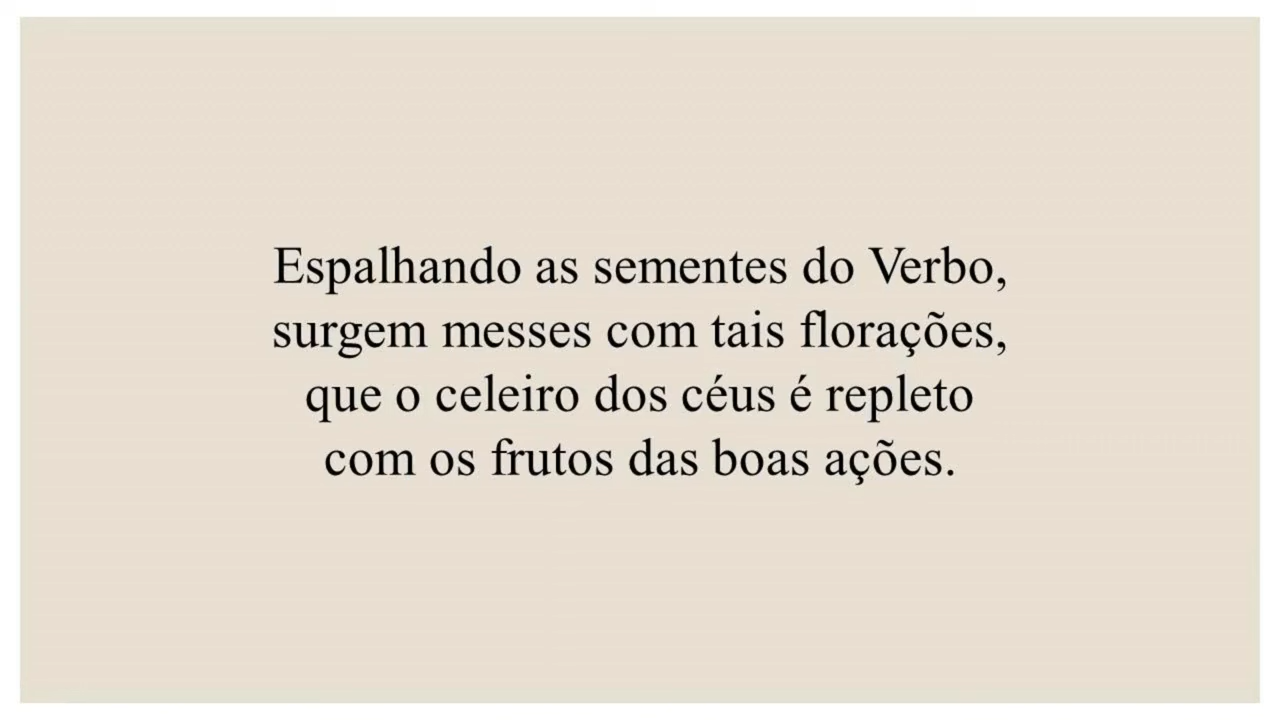 Espalhando as sementes do Verbo,
surgem messes com tais florações,
que o celeiro dos céus é repleto
com os frutos das boas ações.